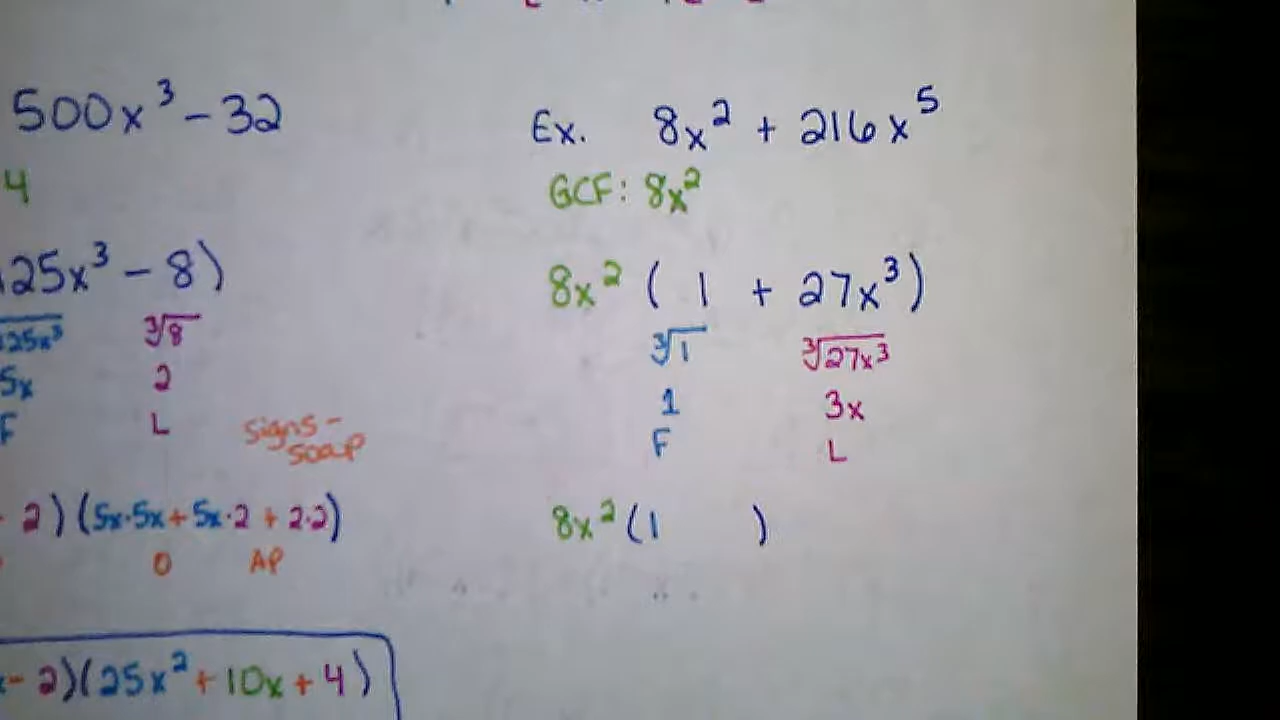 500x³ - 32
4
25x³ - 8)
25x³ ∛8
5x 2
F L
Signs-
soap
2)(5x·5x + 5x·2 + 2·2)
O AP
- 2)(25x² + 10x + 4)
Ex. 8x² + 216x⁵
GCF: 8x²
8x² ( 1 + 27x³)
∛1 ∛27x³
1 3x
F L
8x² (1 )